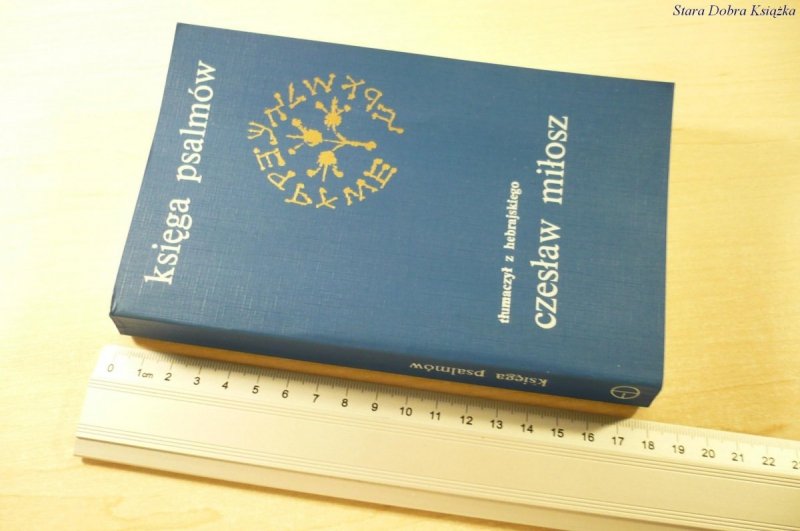 Stara Dobra Książka
księga psalmów
tłumaczył z hebrajskiego
czesław miłosz
księga psalmów
0 1cm 2 3 4 5 6 7 8 9 10 11 12 13 14 15 16 17 18 19 20 21 22 23